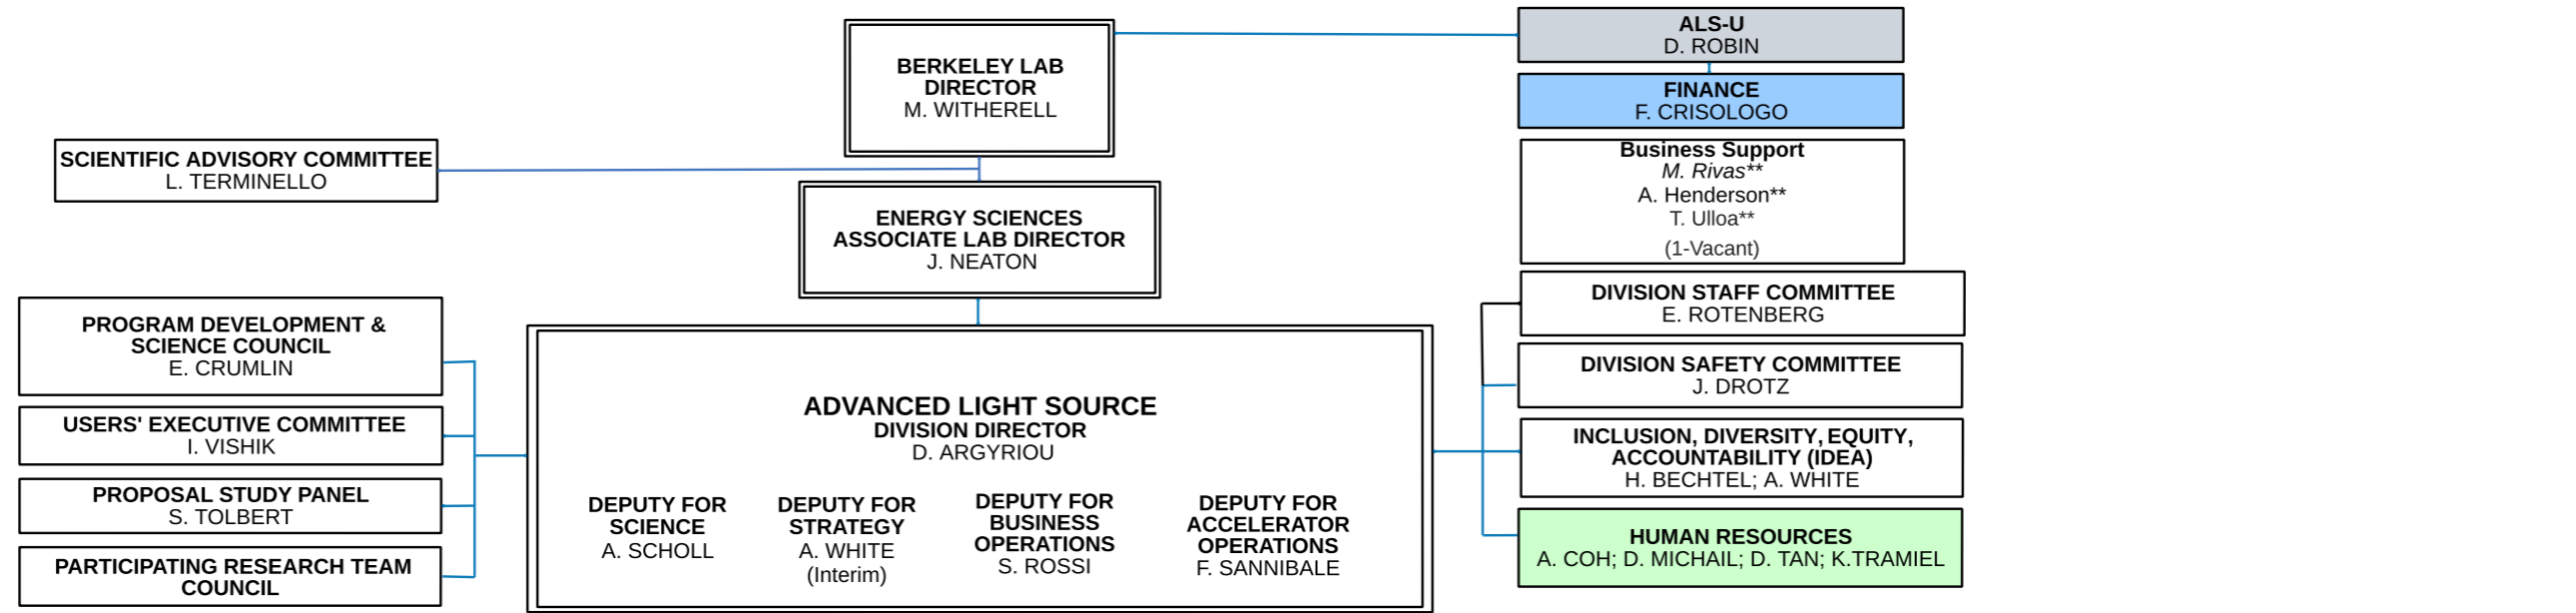 BERKELEY LAB
DIRECTOR
M. WITHERELL
ALS-U
D. ROBIN
FINANCE
F. CRISOLOGO
Business Support
M. Rivas**
A. Henderson**
T. Ulloa**
(1-Vacant)
SCIENTIFIC ADVISORY COMMITTEE
L. TERMINELLO
ENERGY SCIENCES
ASSOCIATE LAB DIRECTOR
J. NEATON
PROGRAM DEVELOPMENT &
SCIENCE COUNCIL
E. CRUMLIN
USERS' EXECUTIVE COMMITTEE
I. VISHIK
PROPOSAL STUDY PANEL
S. TOLBERT
PARTICIPATING RESEARCH TEAM
COUNCIL
ADVANCED LIGHT SOURCE
DIVISION DIRECTOR
D. ARGYRIOU
DEPUTY FOR
SCIENCE
A. SCHOLL
DEPUTY FOR
STRATEGY
A. WHITE
(Interim)
DEPUTY FOR
BUSINESS
OPERATIONS
S. ROSSI
DEPUTY FOR
ACCELERATOR
OPERATIONS
F. SANNIBALE
DIVISION STAFF COMMITTEE
E. ROTENBERG
DIVISION SAFETY COMMITTEE
J. DROTZ
INCLUSION, DIVERSITY, EQUITY,
ACCOUNTABILITY (IDEA)
H. BECHTEL; A. WHITE
HUMAN RESOURCES
A. COH; D. MICHAIL; D. TAN; K.TRAMIEL